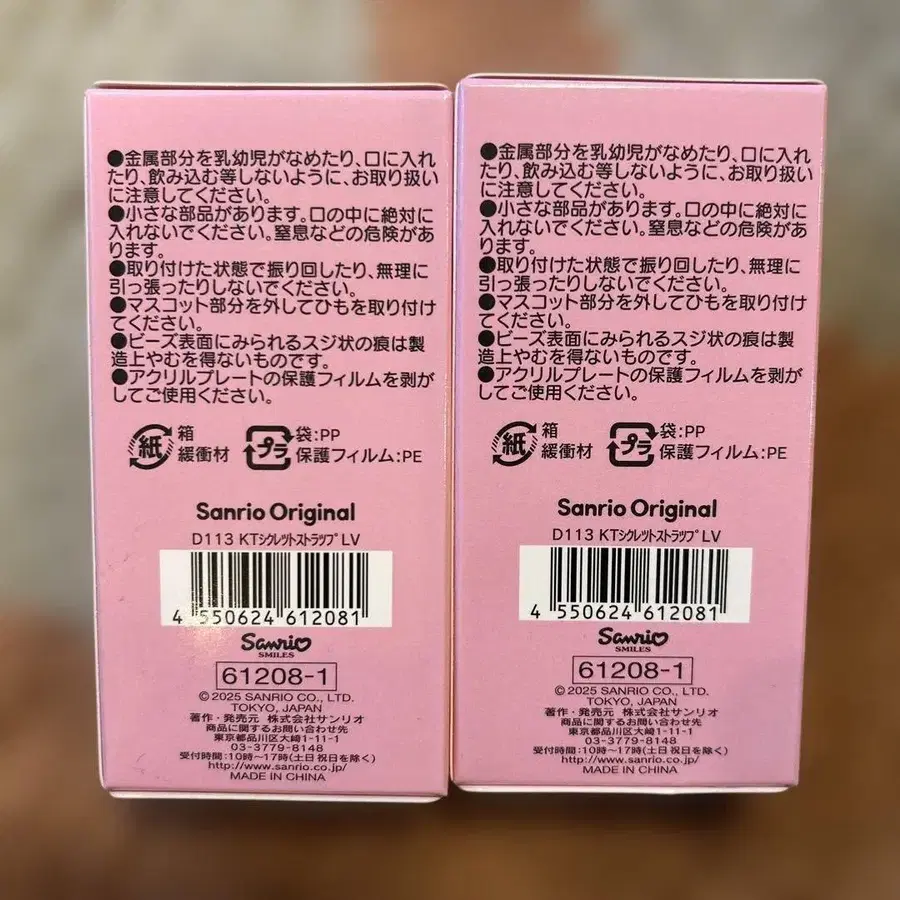 ●金属部分を乳幼児がなめたり、口に入れ
たり、飲み込む等しないように、お取り扱い
に注意してください。
●小さな部品があります。口の中に絶対に
入れないでください。窒息などの危険があ
ります。
●取り付けた状態で振り回したり、無理に
引っ張ったりしないでください。
●マスコット部分を外してひもを取り付け
てください。
●ビーズ表面にみられるスジ状の痕は製
造上やむを得ないものです。
●アクリルプレートの保護フィルムを剥が
してご使用ください。
紙 箱 プラ 袋:PP
緩衝材 保護フィルム:PE
Sanrio Original
D113 KTシクレットストラップ LV
4 550624 612081
Sanrio
SMILES
61208-1
©2025 SANRIO CO., LTD.
TOKYO, JAPAN
著作・発売元 株式会社サンリオ
商品に関するお問い合わせ先
東京都品川区大崎1-11-1
03-3779-8148
受付時間:10時～17時(土日祝日を除く)
http://www.sanrio.co.jp/
MADE IN CHINA
●金属部分を乳幼児がなめたり、口に入れ
たり、飲み込む等しないように、お取り扱い
に注意してください。
●小さな部品があります。口の中に絶対に
入れないでください。窒息などの危険があ
ります。
●取り付けた状態で振り回したり、無理に
引っ張ったりしないでください。
●マスコット部分を外してひもを取り付け
てください。
●ビーズ表面にみられるスジ状の痕は製
造上やむを得ないものです。
●アクリルプレートの保護フィルムを剥が
してご使用ください。
紙 箱 プラ 袋:PP
緩衝材 保護フィルム:PE
Sanrio Original
D113 KTシクレットストラップ LV
4 550624 612081
Sanrio
SMILES
61208-1
©2025 SANRIO CO., LTD.
TOKYO, JAPAN
著作・発売元 株式会社サンリオ
商品に関するお問い合わせ先
東京都品川区大崎1-11-1
03-3779-8148
受付時間:10時～17時(土日祝日を除く)
http://www.sanrio.co.jp/
MADE IN CHINA